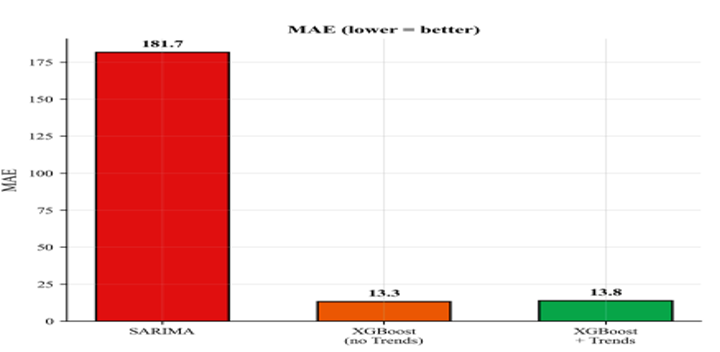 MAE (lower = better)
181.7
175
150
125
100
75
50
25
0
MAE
13.3
13.8
SARIMA
XGBoost
(no Trends)
XGBoost
+ Trends